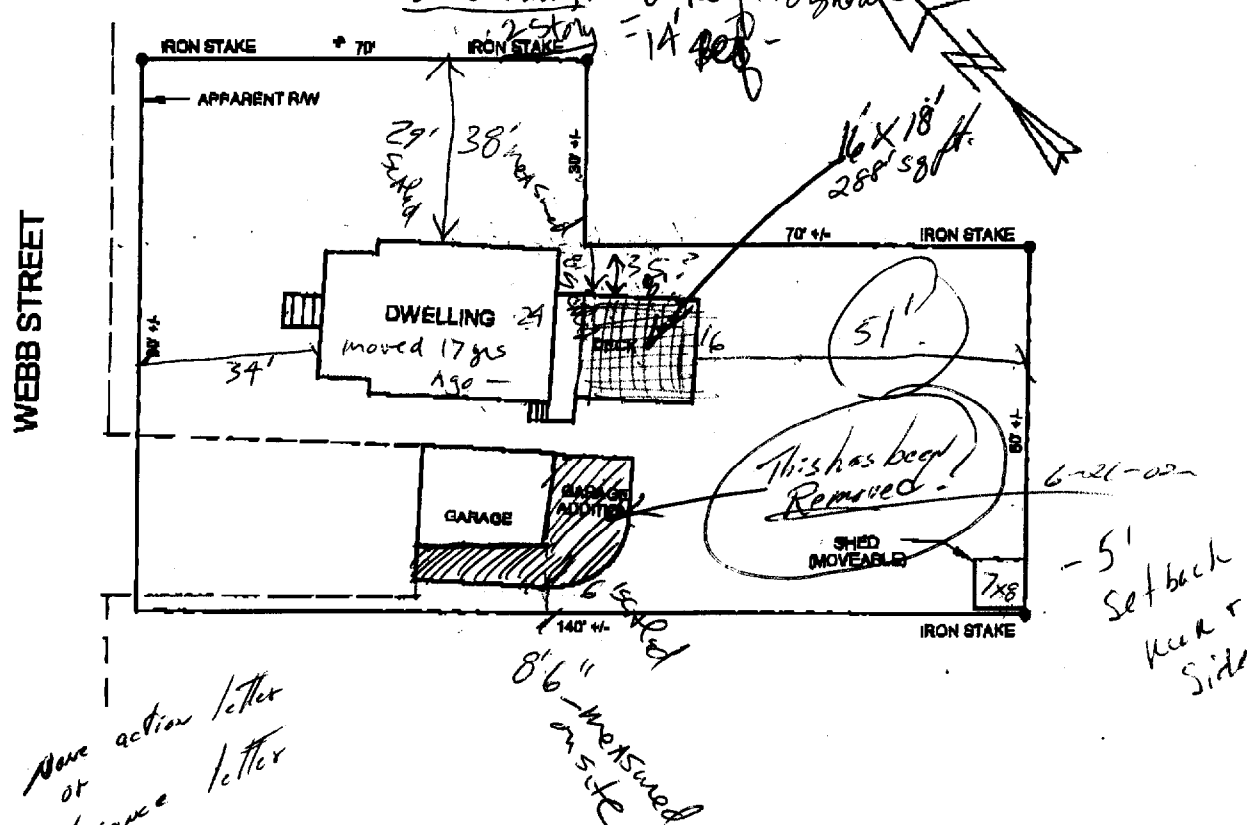 2 Story = 14'
IRON STAKE
± 70'
IRON STAKE
APPARENT R/W
29' scaled
38' measured
30' +/-
16' X 18'
288' sq ft.
70' +/-
IRON STAKE
WEBB STREET
35'?
DWELLING
24
moved 17 yrs
Ago -
DECK
16
51'
90' +/-
34'
60' +/-
This has been
Removed!
GARAGE
GARAGE
ADDITION
SHED
(MOVEABLE)
7x8
- 5'
Setback
Side
6' scaled
140' +/-
IRON STAKE
8'6"
- measured
on site
action letter
or
letter